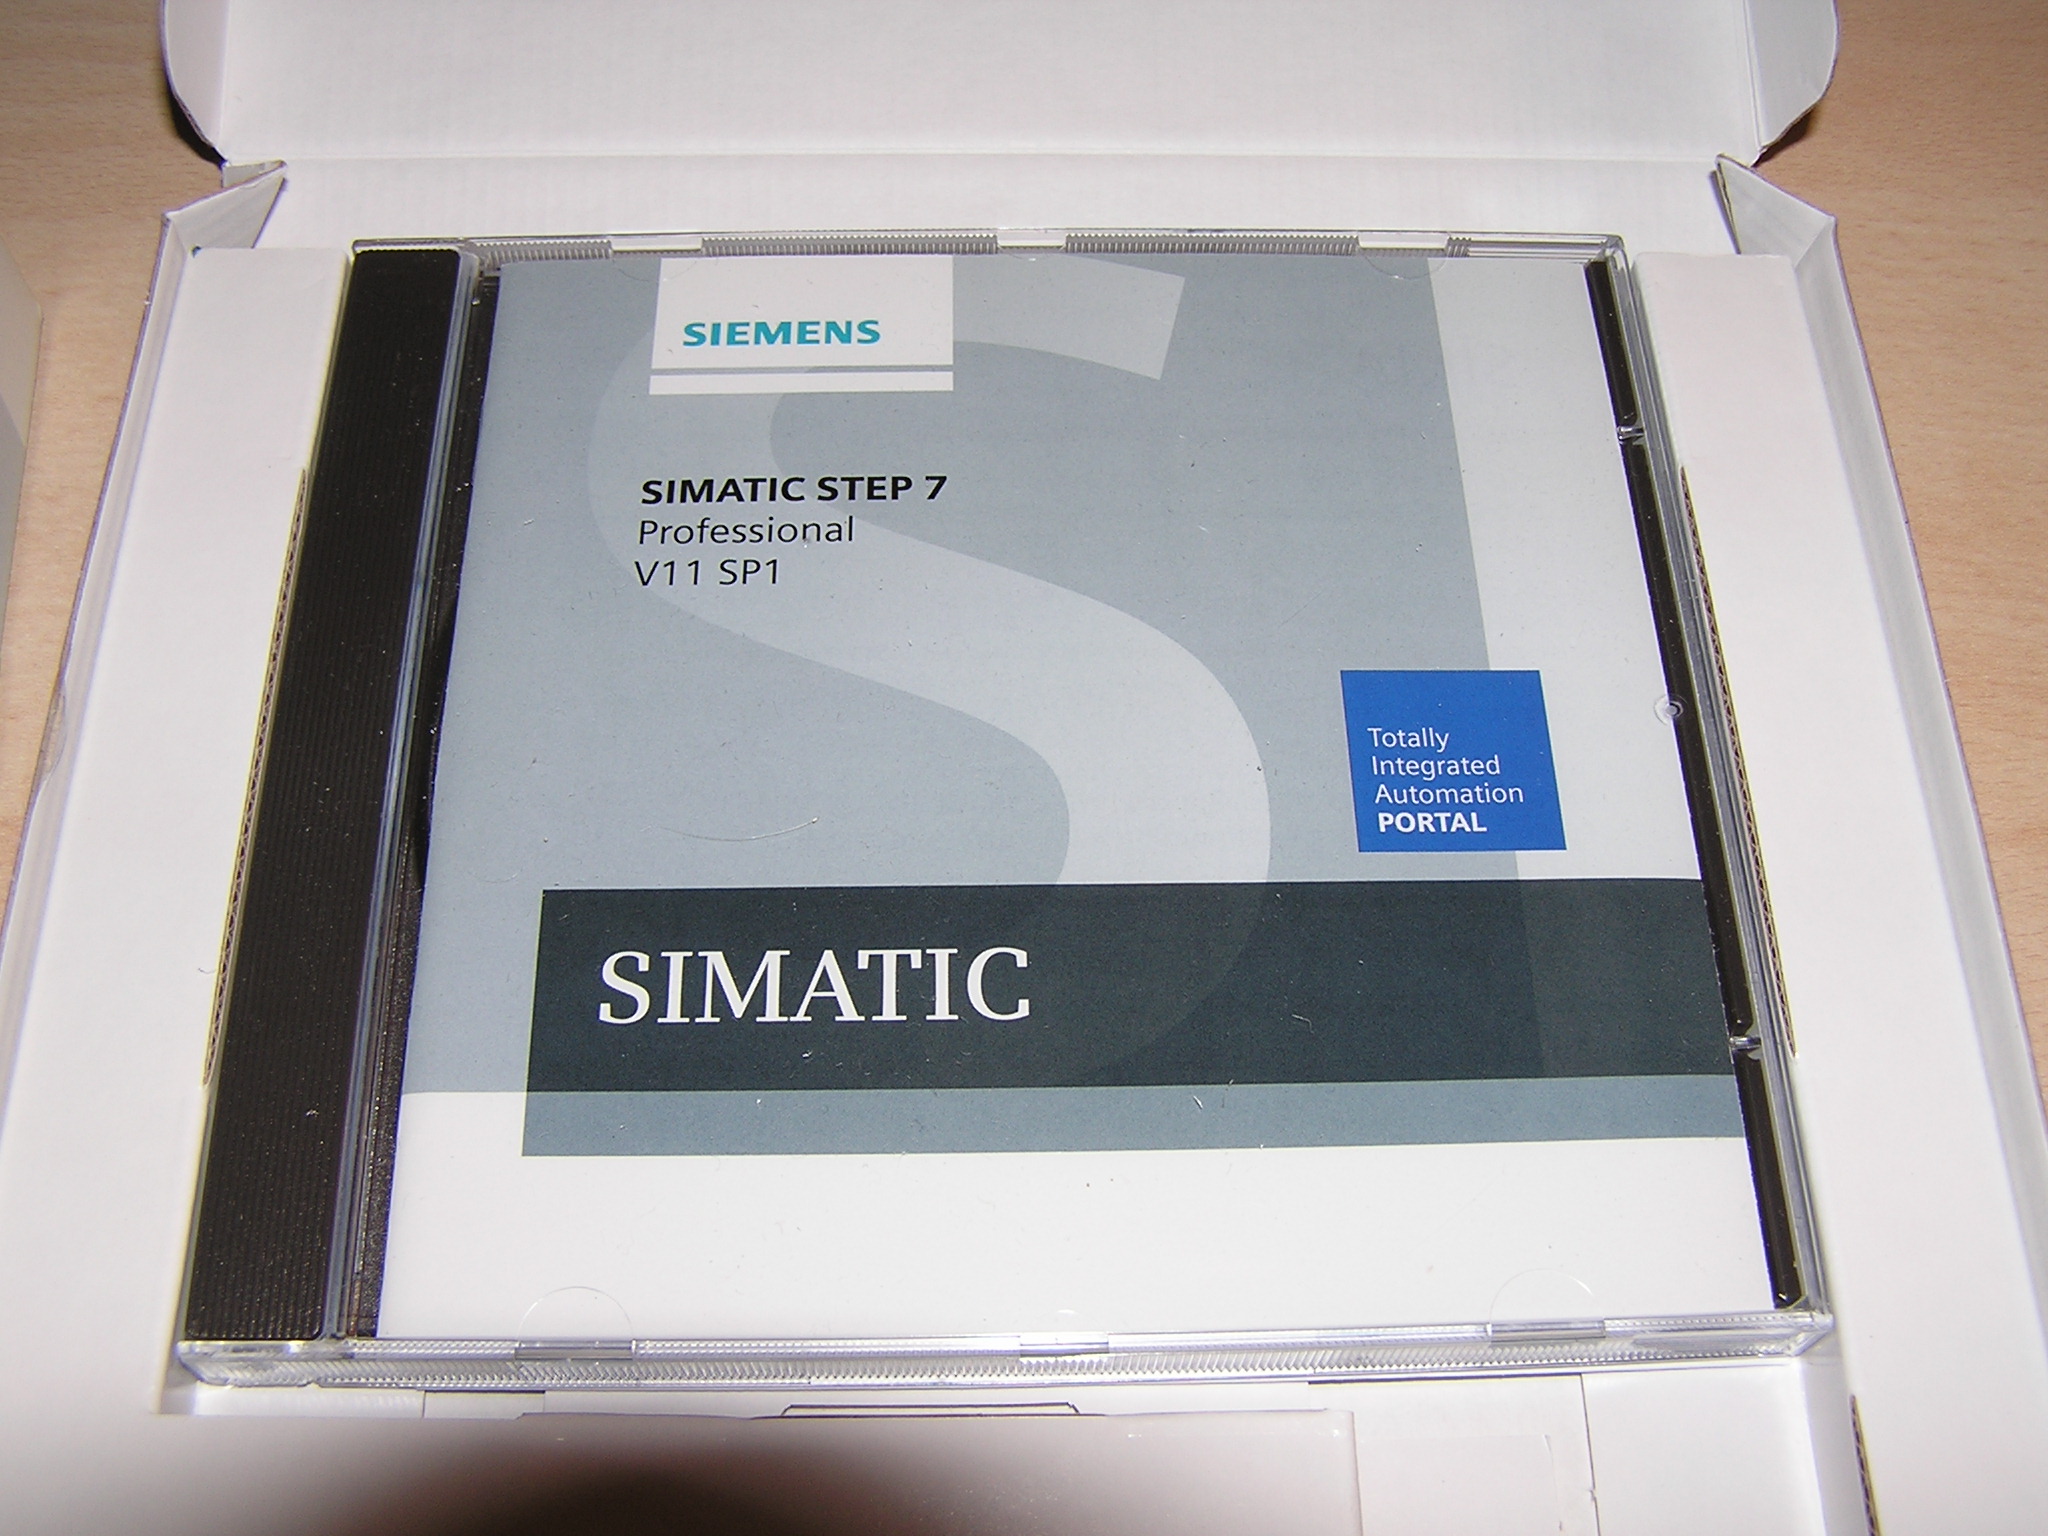 SIEMENS
SIMATIC STEP 7
Professional
V11 SP1
Totally
Integrated
Automation
PORTAL
SIMATIC